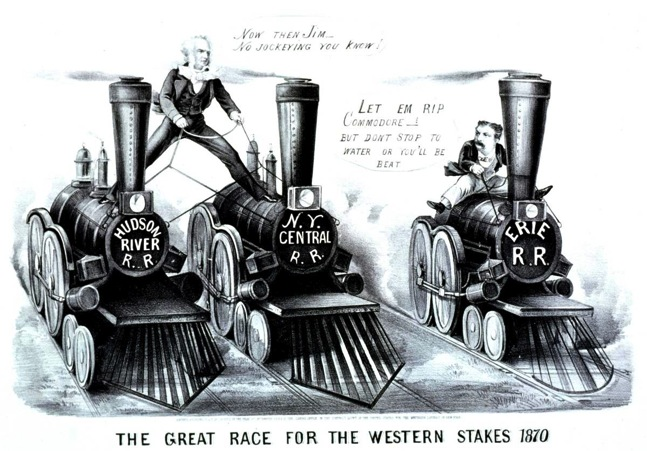 NOW THEN JIM—
NO JOCKEYING YOU KNOW!
LET EM RIP
COMMODORE—!
BUT DONT STOP TO
WATER OR YOU'LL BE
BEAT
HUDSON
RIVER
R. R.
N.Y.
CENTRAL
R. R.
ERIE
R. R.
THE GREAT RACE FOR THE WESTERN STAKES 1870